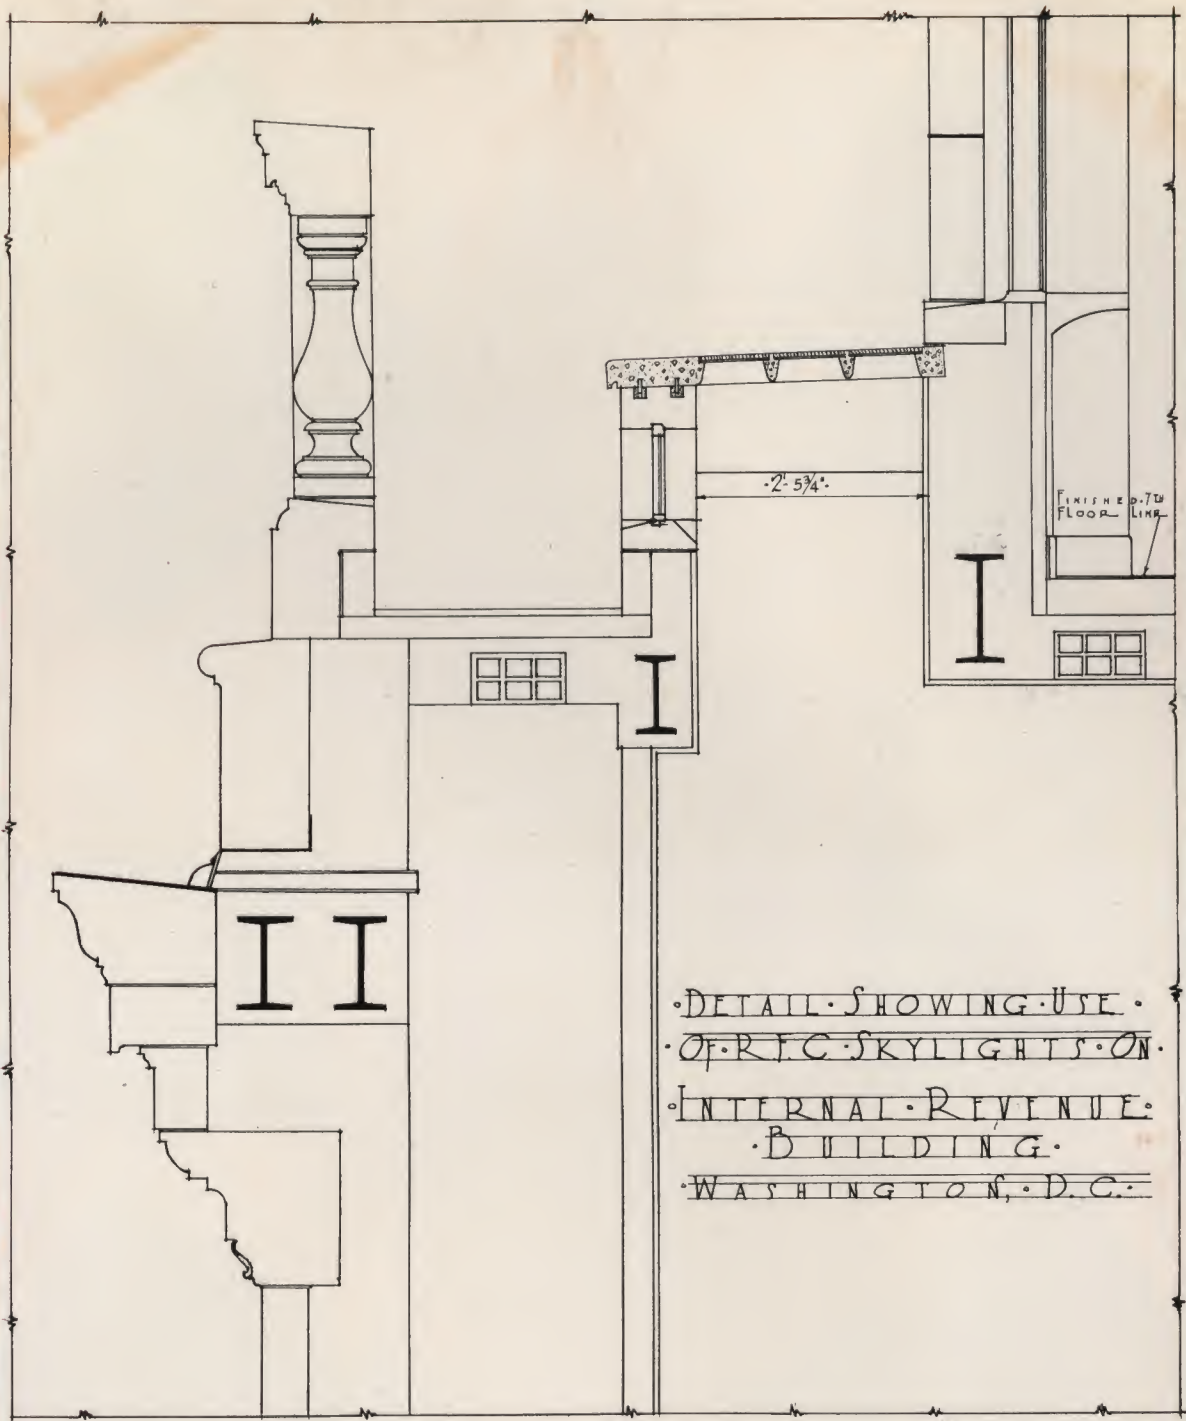 ·2'-5¾"·
FINISHED·7TH
FLOOR LINE
·DETAIL·SHOWING·USE·
·OF·R.F.C·SKYLIGHTS·ON·
·INTERNAL·REVENUE·
·BUILDING·
·WASHINGTON,·D.C.·